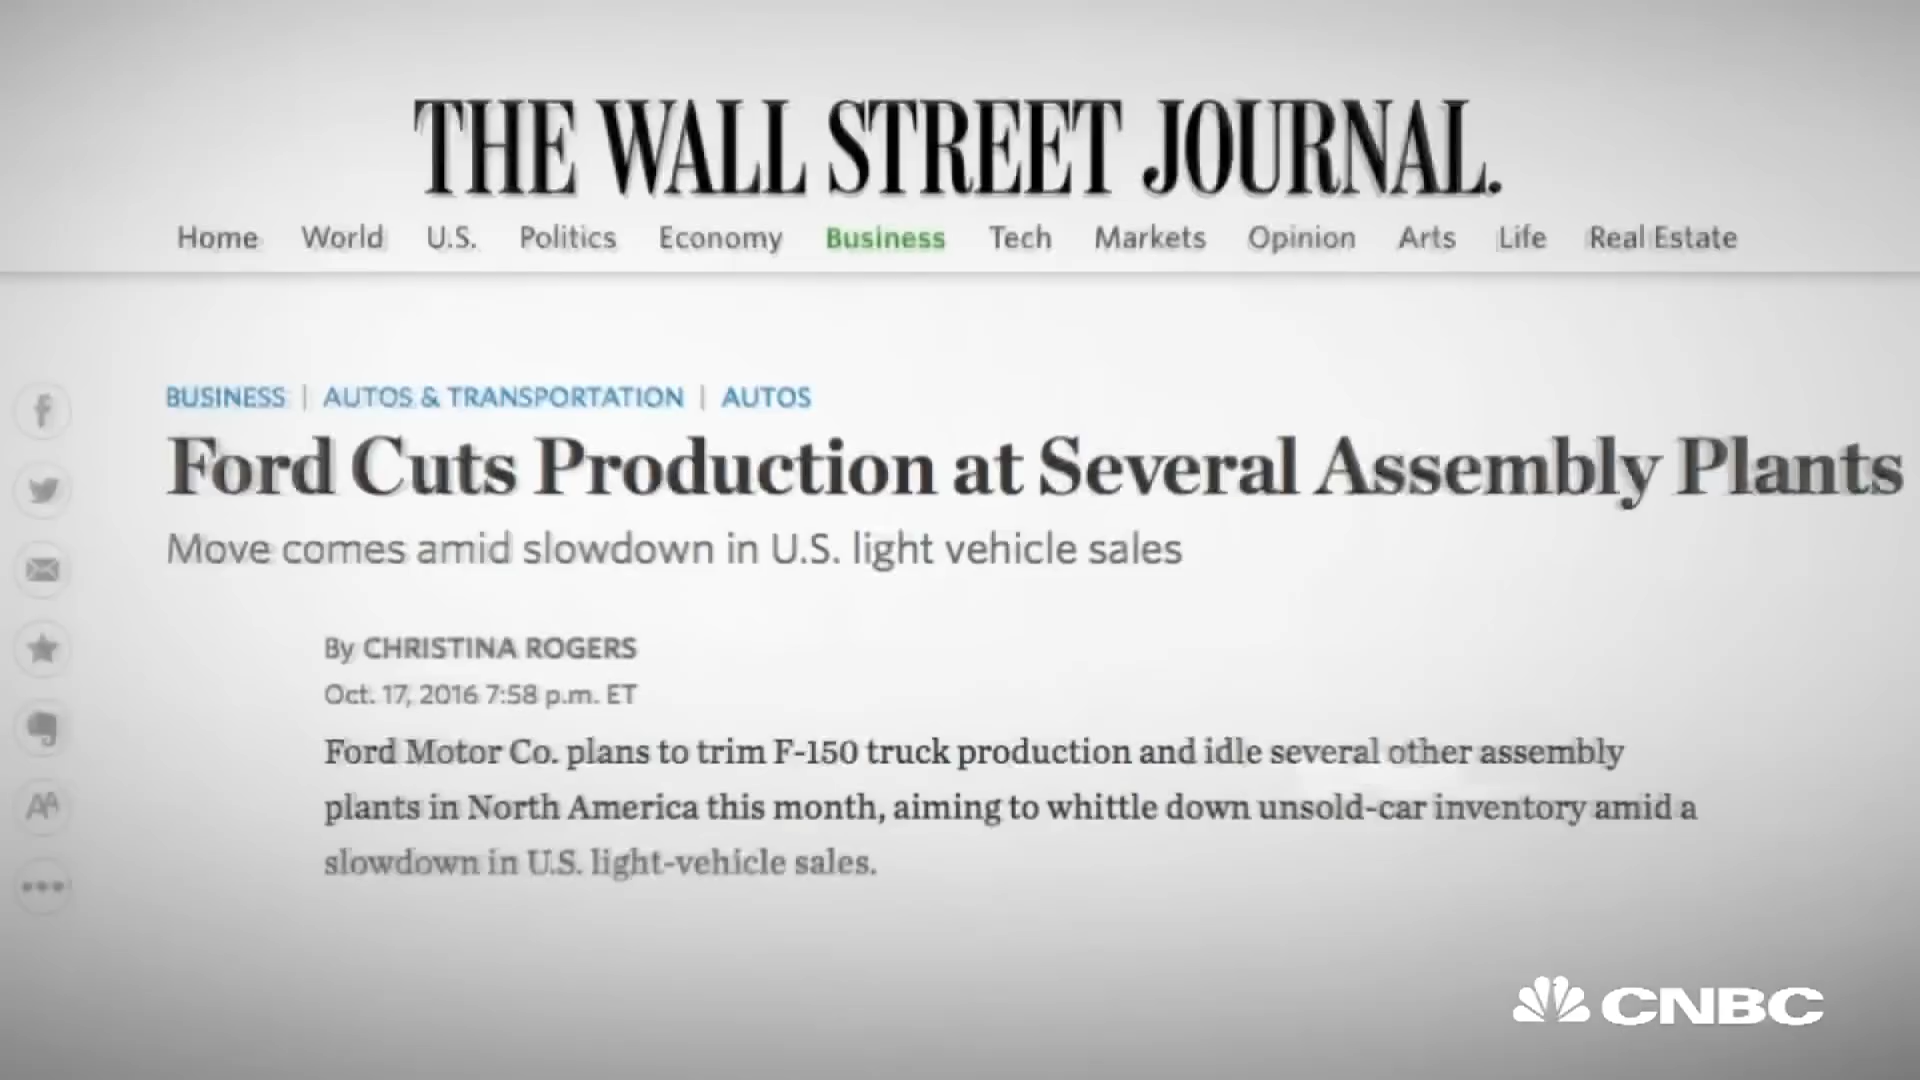 THE WALL STREET JOURNAL.
Home World U.S. Politics Economy Business Tech Markets Opinion Arts Life Real Estate
BUSINESS | AUTOS & TRANSPORTATION | AUTOS
Ford Cuts Production at Several Assembly Plants
Move comes amid slowdown in U.S. light vehicle sales
By CHRISTINA ROGERS
Oct. 17, 2016 7:58 p.m. ET
Ford Motor Co. plans to trim F-150 truck production and idle several other assembly
plants in North America this month, aiming to whittle down unsold-car inventory amid a
slowdown in U.S. light-vehicle sales.
AA
CNBC